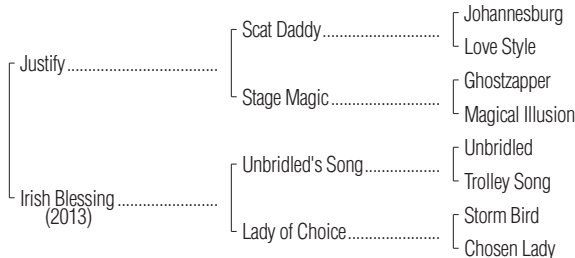 Johannesburg
Scat Daddy......................
Love Style
Justify............................
Ghostzapper
Stage Magic....................
Magical Illusion
Unbridled
Unbridled's Song..............
Trolley Song
Irish Blessing..................
(2013)
Storm Bird
Lady of Choice.................
Chosen Lady